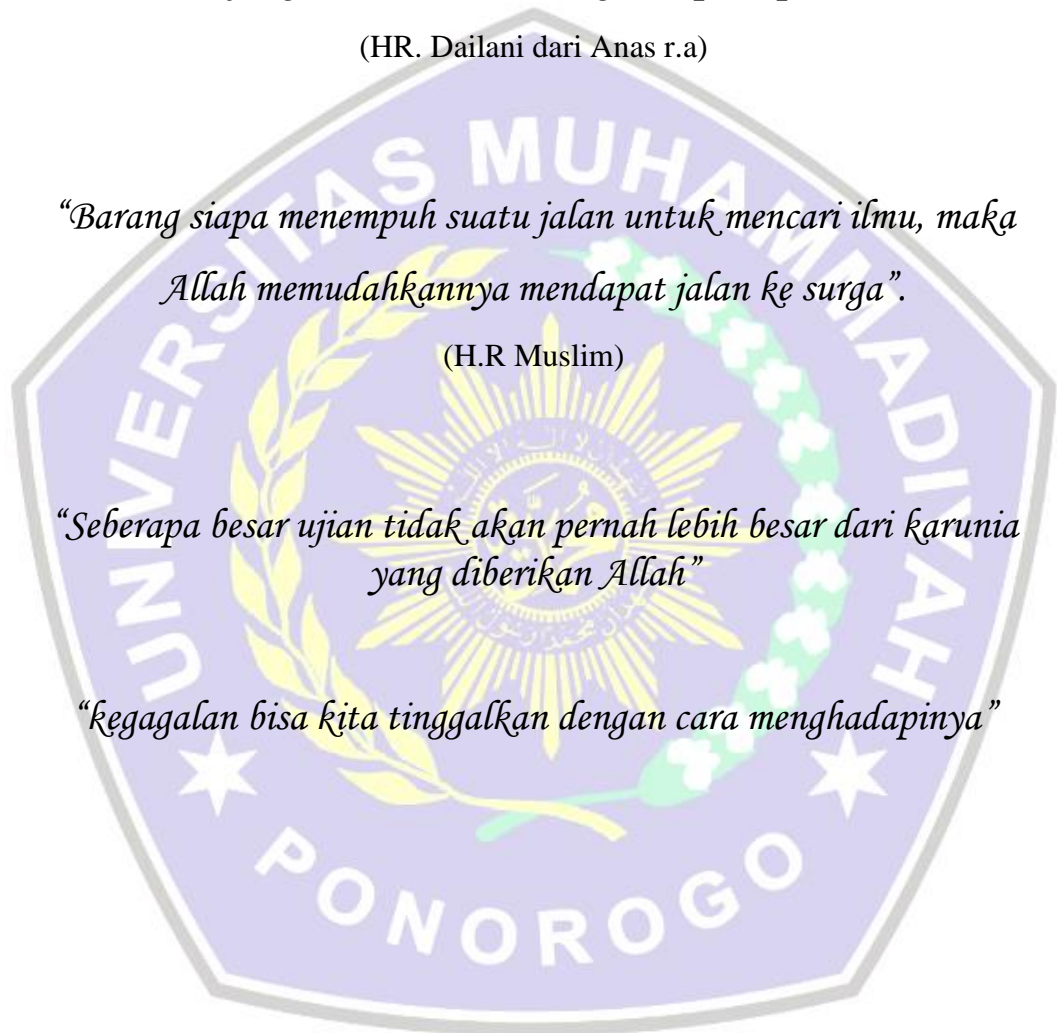 (HR. Dailani dari Anas r.a)
“Barang siapa menempuh suatu jalan untuk mencari ilmu, maka
Allah memudahkannya mendapat jalan ke surga”.
(H.R Muslim)
“Seberapa besar ujian tidak akan pernah lebih besar dari karunia
yang diberikan Allah”
“kegagalan bisa kita tinggalkan dengan cara menghadapinya”
UNIVERSITAS MUHAMMADIYAH
PONOROGO